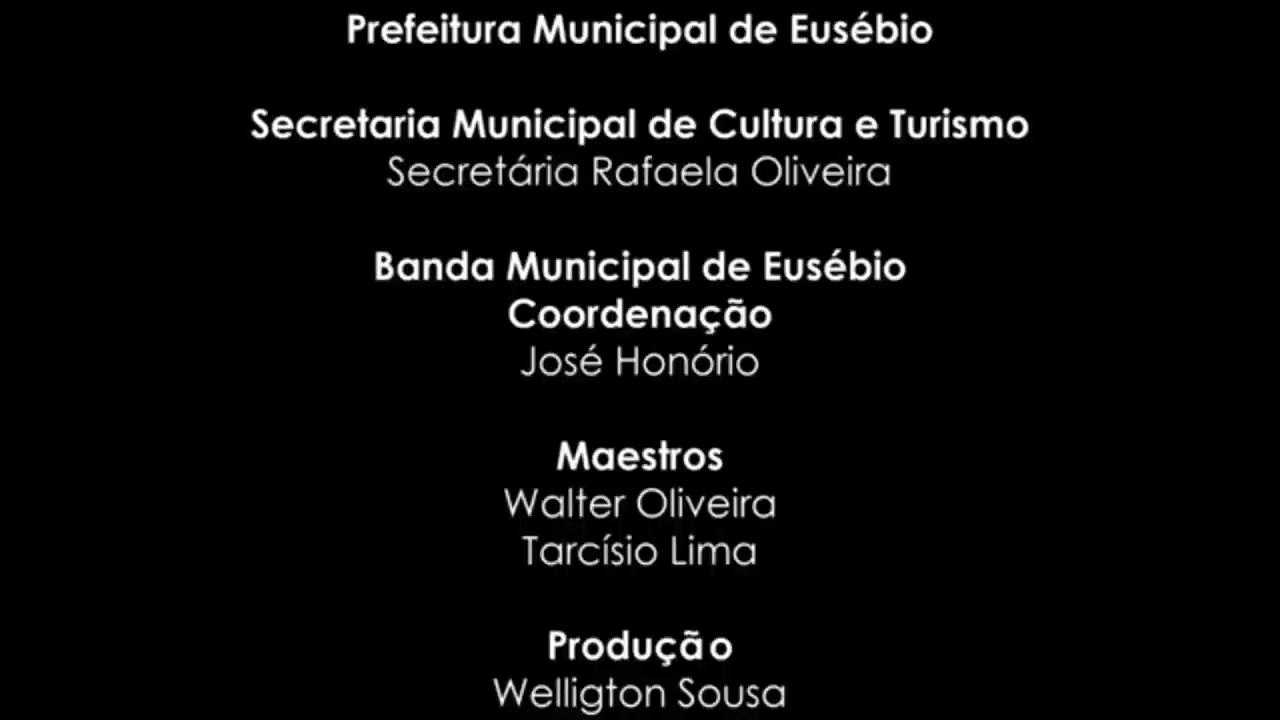 Prefeitura Municipal de Eusébio
Secretaria Municipal de Cultura e Turismo
Secretária Rafaela Oliveira
Banda Municipal de Eusébio
Coordenação
José Honório
Maestros
Walter Oliveira
Tarcísio Lima
Produção
Welligton Sousa